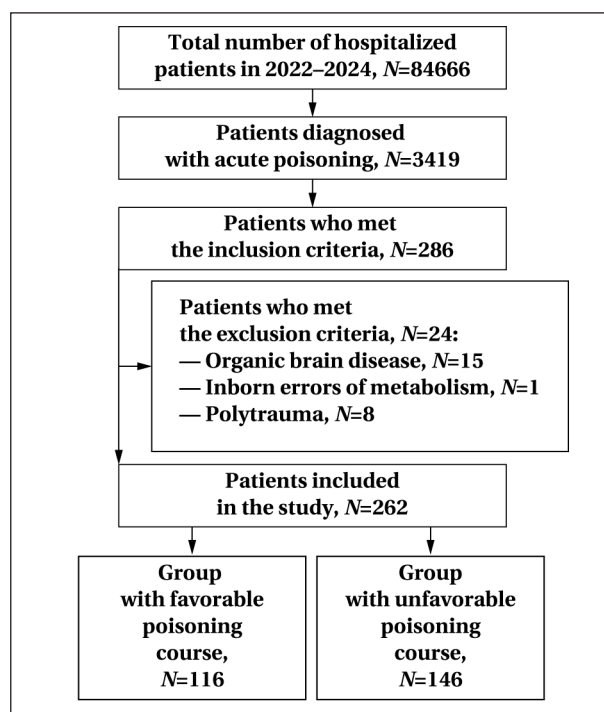 Total number of hospitalized
patients in 2022–2024, N=84666
Patients diagnosed
with acute poisoning, N=3419
Patients who met
the inclusion criteria, N=286
Patients who met
the exclusion criteria, N=24:
— Organic brain disease, N=15
— Inborn errors of metabolism, N=1
— Polytrauma, N=8
Patients included
in the study, N=262
Group
with favorable
poisoning
course,
N=116
Group
with unfavorable
poisoning
course,
N=146